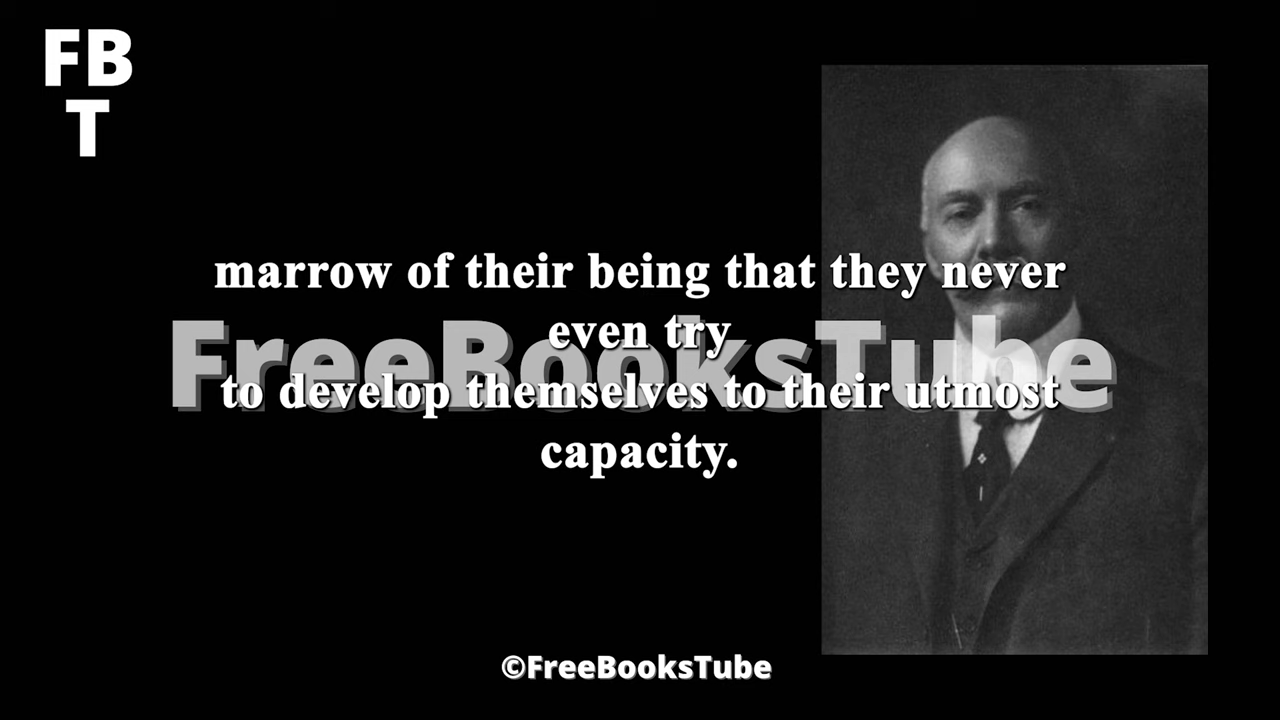 FB
T
marrow of their being that they never
even try
FreeBooksTube
to develop themselves to their utmost
capacity.
©FreeBooksTube